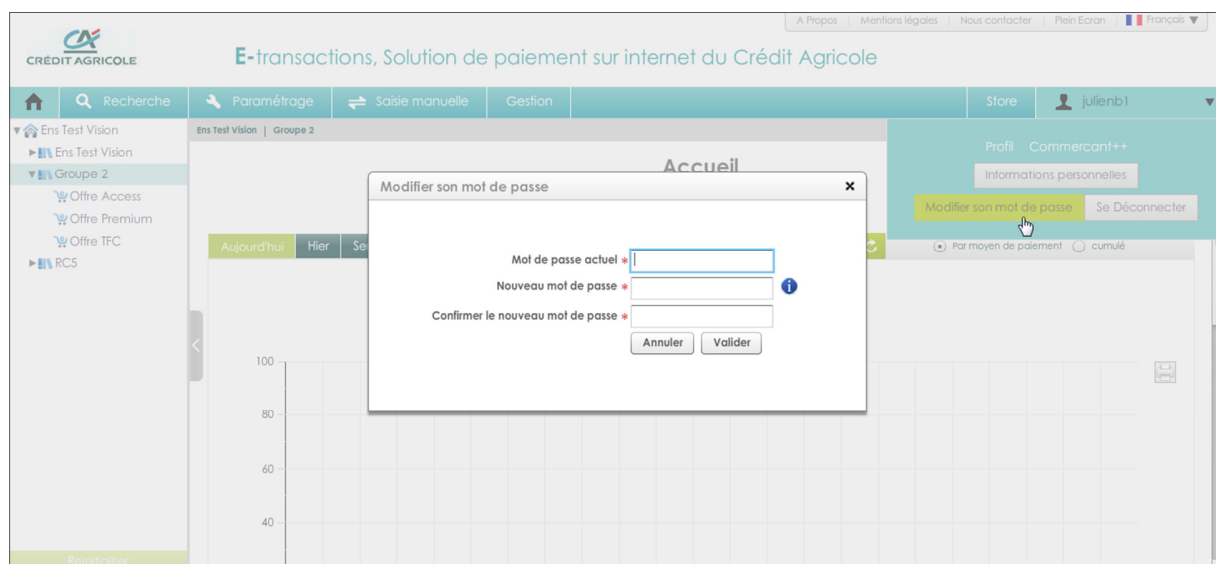 A Propos Mentions légales Nous contacter Plein Ecran Français
CRÉDIT AGRICOLE
E-transactions, Solution de paiement sur internet du Crédit Agricole
Recherche Paramétrage Saisie manuelle Gestion Store julienb1
Ens Test Vision
Ens Test Vision
Groupe 2
Offre Access
Offre Premium
Offre TFC
RC5
Ens Test Vision | Groupe 2
Accueil
Profil Commercant++
Informations personnelles
Modifier son mot de passe Se Déconnecter
Aujourd'hui Hier
Par moyen de paiement cumulé
Modifier son mot de passe
Mot de passe actuel *
Nouveau mot de passe *
Confirmer le nouveau mot de passe *
Annuler Valider
100
80
60
40
Reinitialiser